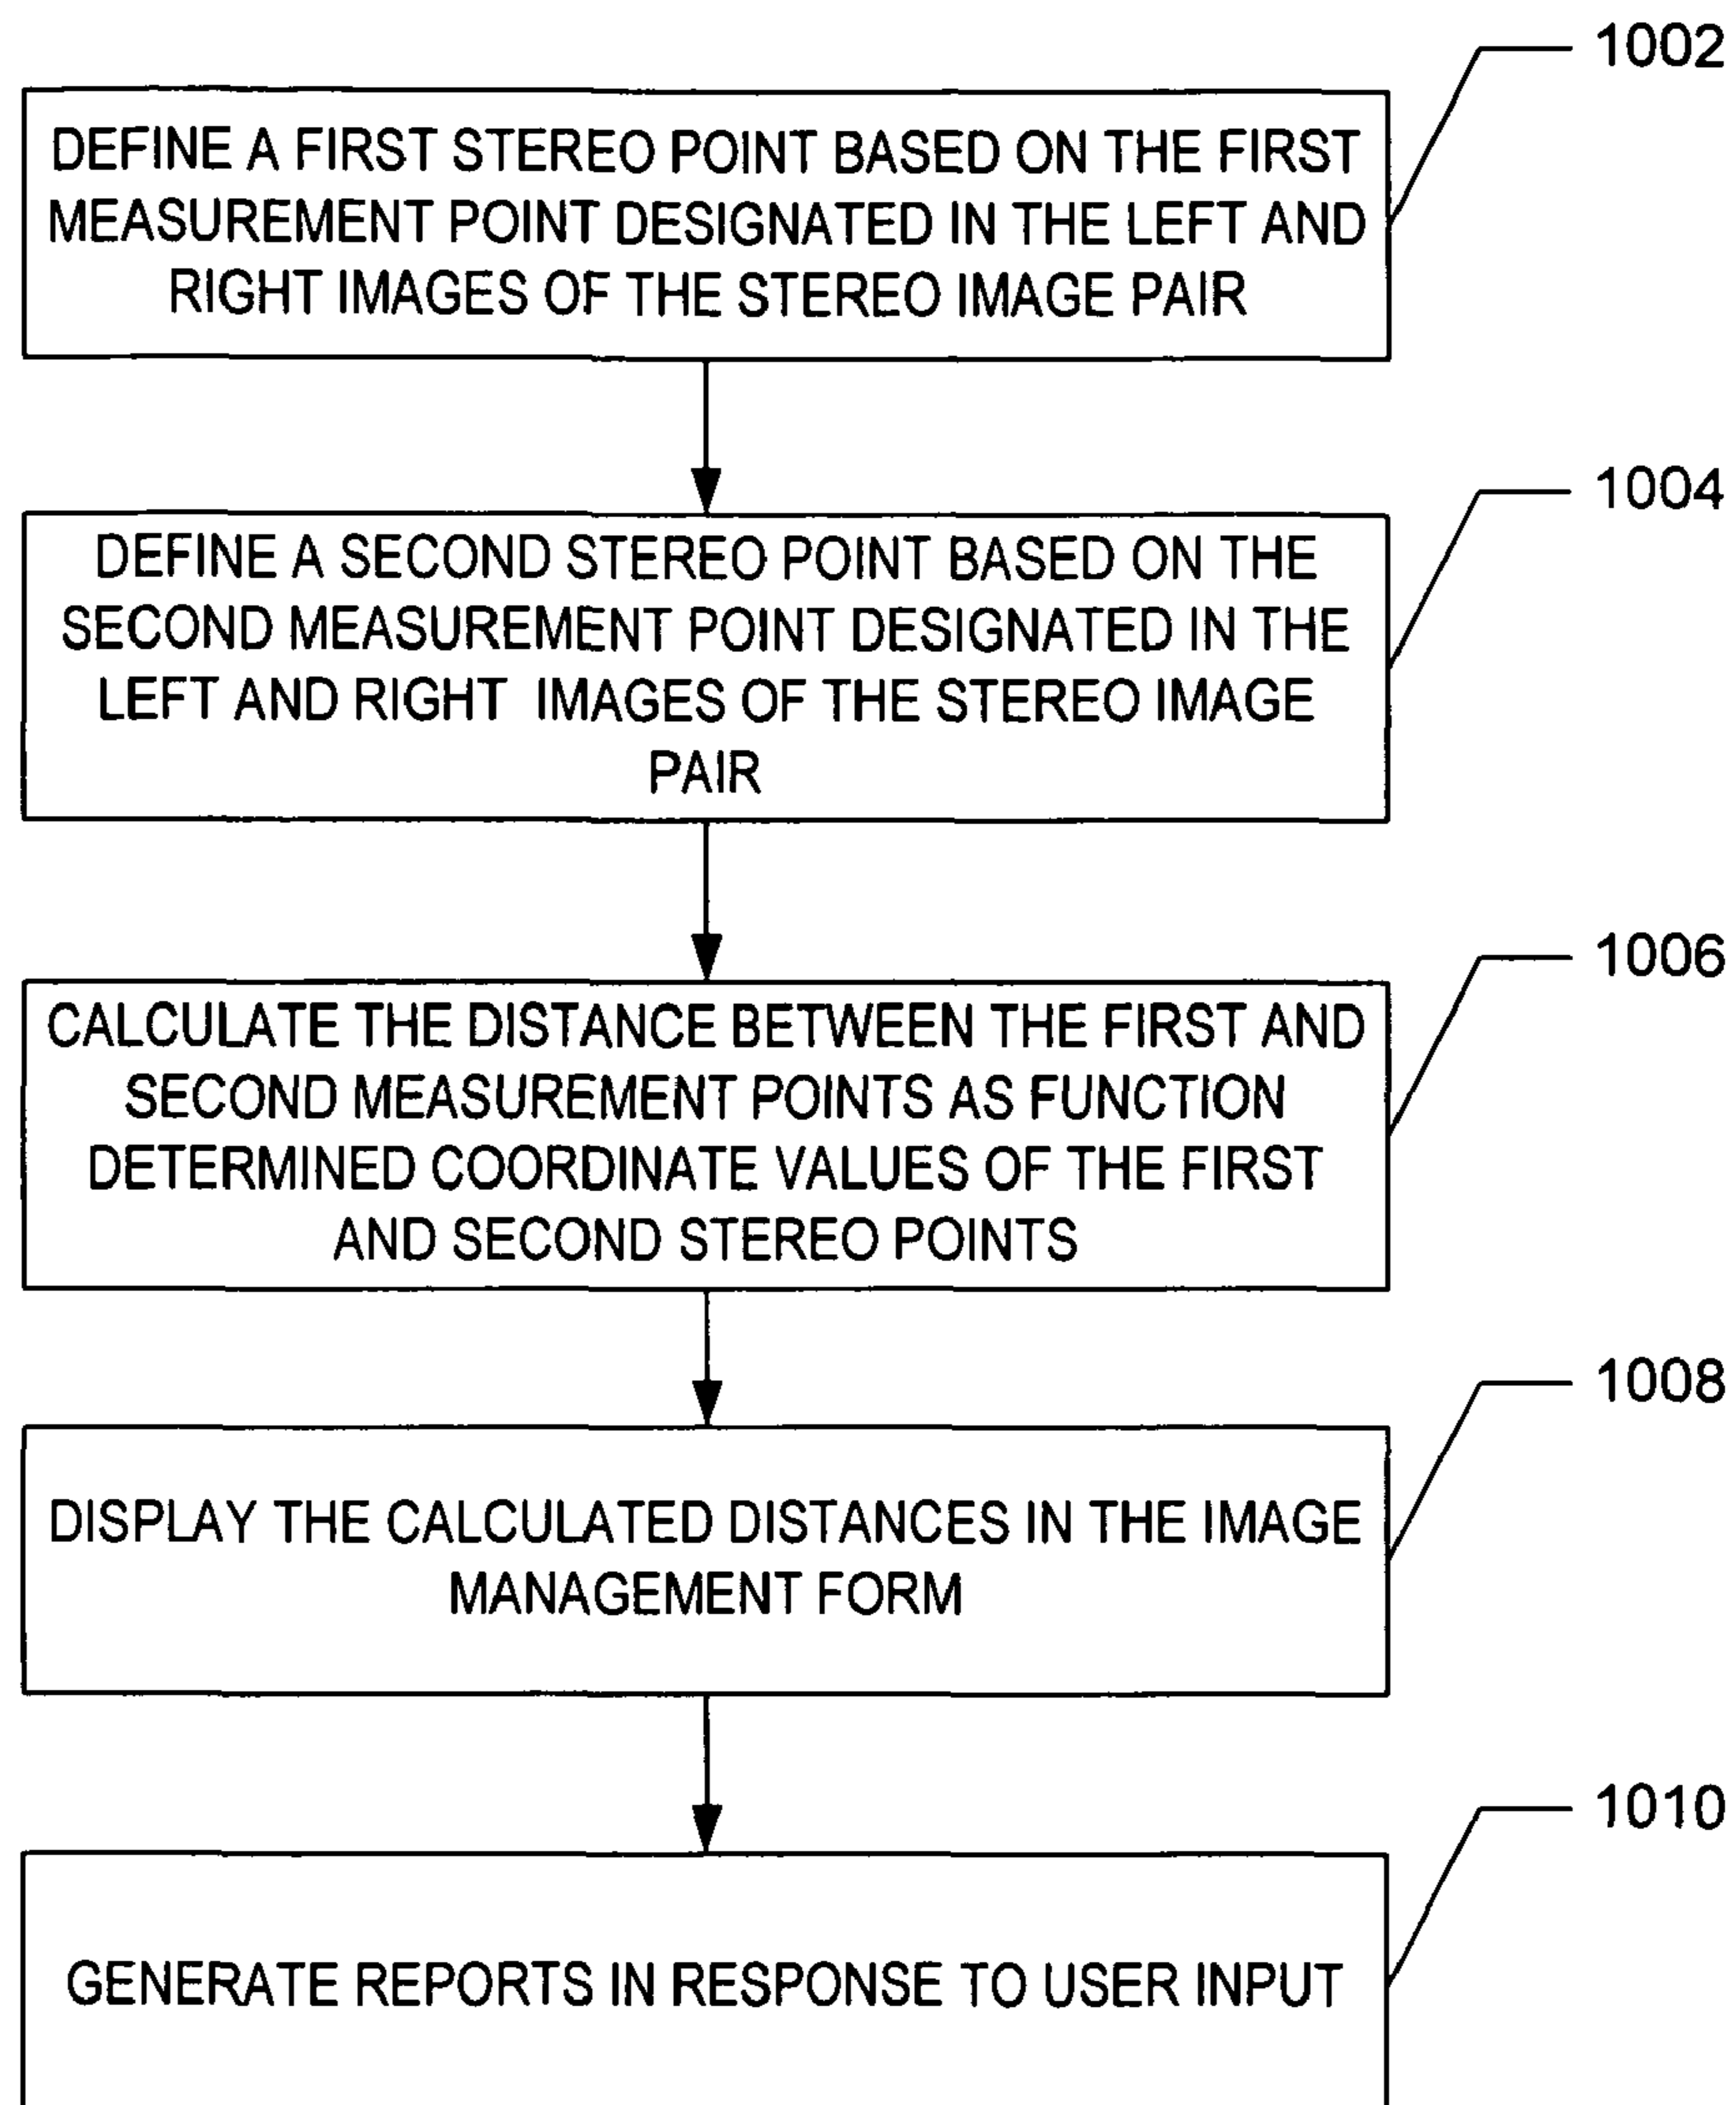 1002
DEFINE A FIRST STEREO POINT BASED ON THE FIRST
MEASUREMENT POINT DESIGNATED IN THE LEFT AND
RIGHT IMAGES OF THE STEREO IMAGE PAIR
1004
DEFINE A SECOND STEREO POINT BASED ON THE
SECOND MEASUREMENT POINT DESIGNATED IN THE
LEFT AND RIGHT IMAGES OF THE STEREO IMAGE
PAIR
1006
CALCULATE THE DISTANCE BETWEEN THE FIRST AND
SECOND MEASUREMENT POINTS AS FUNCTION
DETERMINED COORDINATE VALUES OF THE FIRST
AND SECOND STEREO POINTS
1008
DISPLAY THE CALCULATED DISTANCES IN THE IMAGE
MANAGEMENT FORM
1010
GENERATE REPORTS IN RESPONSE TO USER INPUT